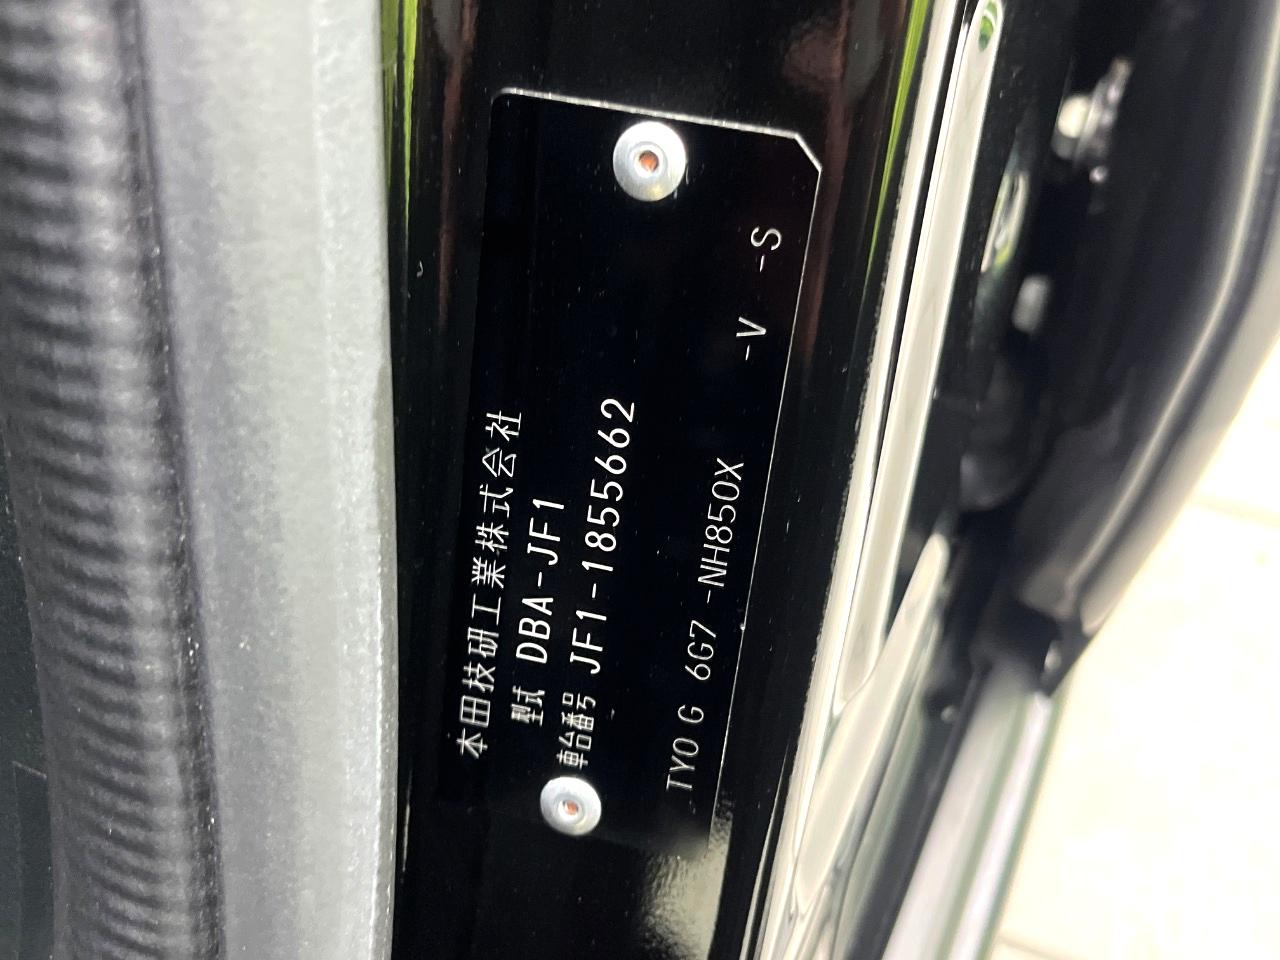 本田技研工業株式会社
型式 DBA-JF1
車台番号 JF1-1855662
TY0 G 6G7 -NH850X -V -S